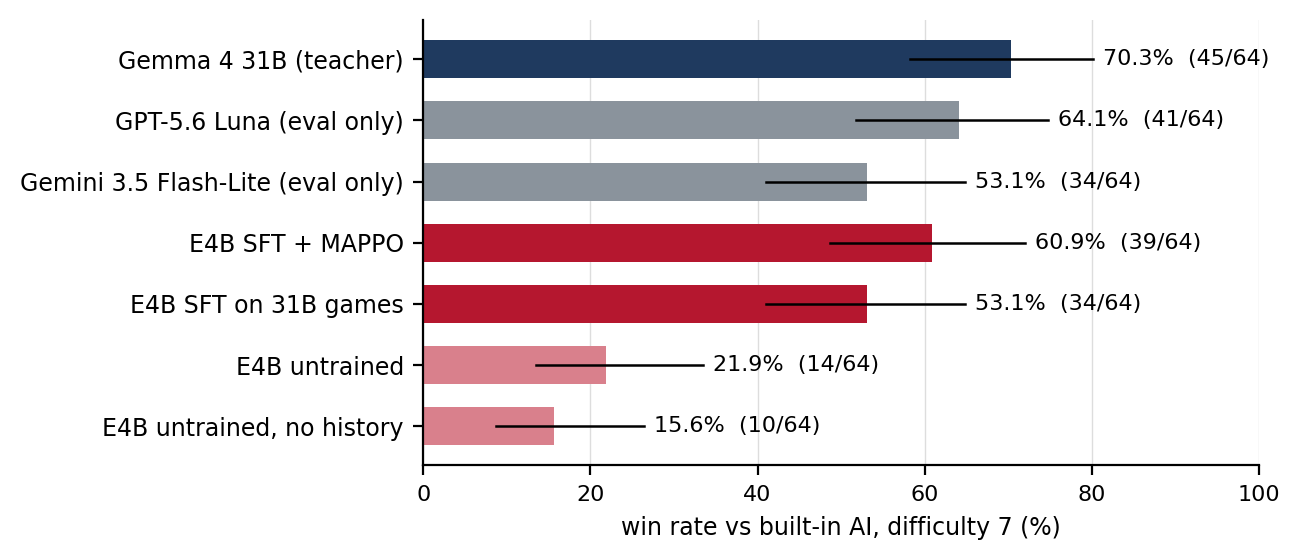 Gemma 4 31B (teacher) 70.3% (45/64)
GPT-5.6 Luna (eval only) 64.1% (41/64)
Gemini 3.5 Flash-Lite (eval only) 53.1% (34/64)
E4B SFT + MAPPO 60.9% (39/64)
E4B SFT on 31B games 53.1% (34/64)
E4B untrained 21.9% (14/64)
E4B untrained, no history 15.6% (10/64)
0 20 40 60 80 100
win rate vs built-in AI, difficulty 7 (%)